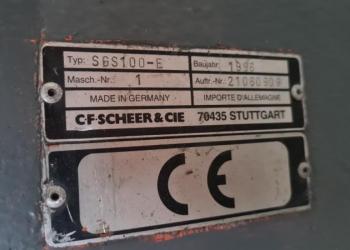 Typ: SGS100-E Baujahr: 1996
Masch.-Nr.: 1 Auftr.-Nr.:
MADE IN GERMANY IMPORTE D'ALLEMAGNE
C·F·SCHEER & CIE 70435 STUTTGART
CE